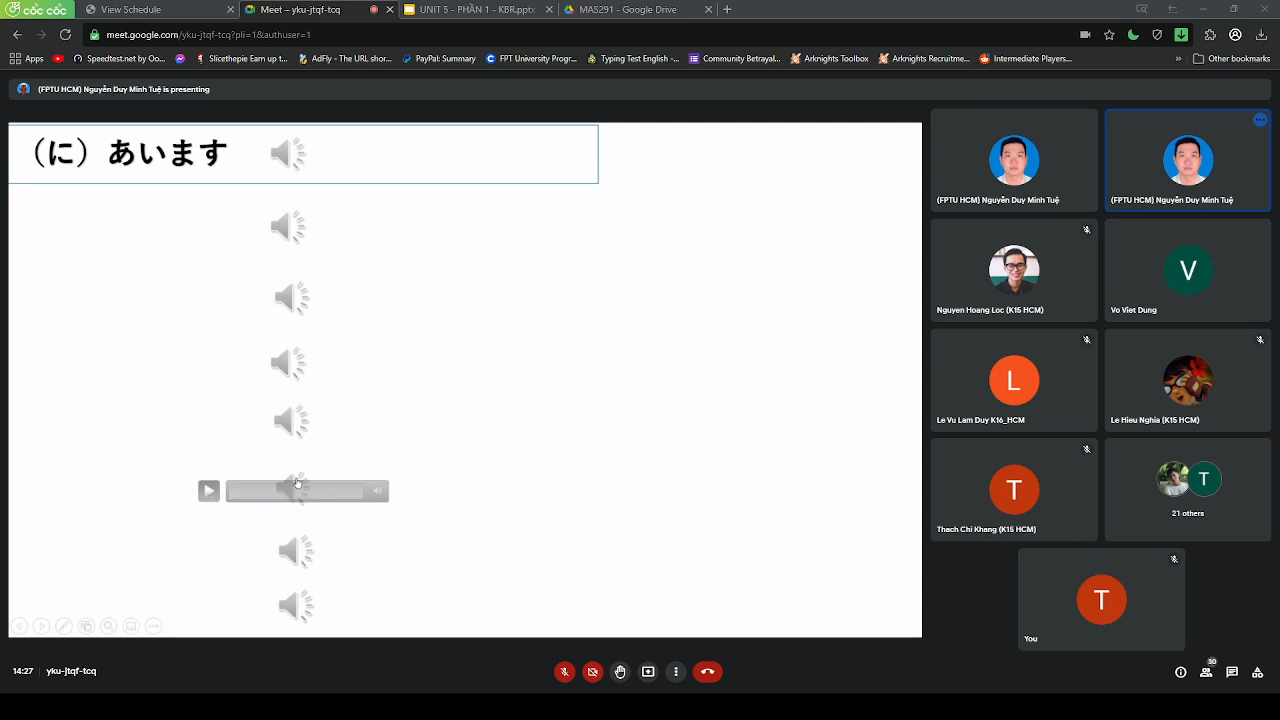 cốc cốc
View Schedule
Meet – yku-jtqf-tcq
UNIT 5 - PHẦN 1 - KBR.pptx
MAS291 - Google Drive
meet.google.com/yku-jtqf-tcq?pli=1&authuser=1
Apps
Speedtest.net by Oo...
Slicethepie Earn up t...
AdFly - The URL shor...
PayPal Summary
FPT University Progr...
Typing Test English -...
Community Betrayal...
Arknights Toolbox
Arknights Recruitme...
Intermediate Players...
Other bookmarks
(FPTU HCM) Nguyễn Duy Minh Tuệ is presenting
（に）あいます
(FPTU HCM) Nguyễn Duy Minh Tuệ
(FPTU HCM) Nguyễn Duy Minh Tuệ
Nguyen Hoang Loc (K15 HCM)
V
Vo Viet Dung
L
Le Vu Lam Duy K16_HCM
Le Hieu Nghia (K15 HCM)
T
Thach Chi Khang (K15 HCM)
T
21 others
T
You
14:27
yku-jtqf-tcq
30